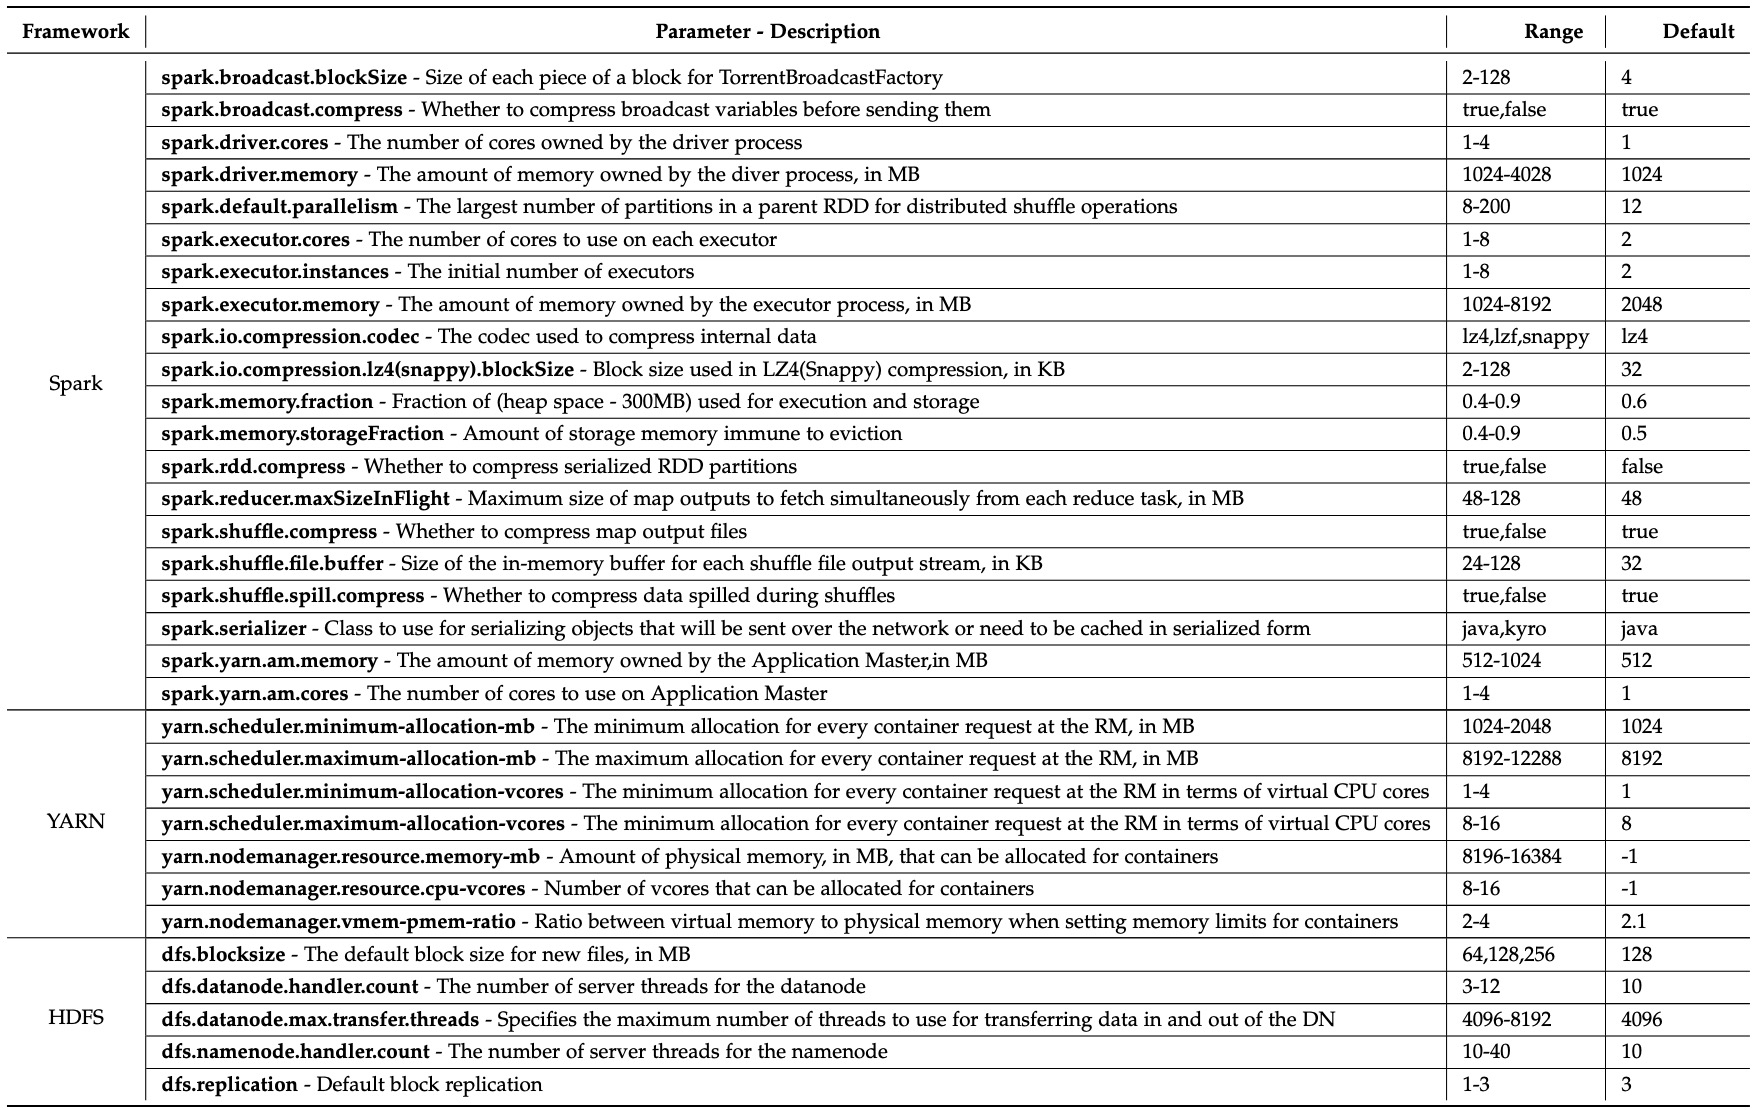 Framework Parameter - Description Range Default
spark.broadcast.blockSize - Size of each piece of a block for TorrentBroadcastFactory 2-128 4
spark.broadcast.compress - Whether to compress broadcast variables before sending them true,false true
spark.driver.cores - The number of cores owned by the driver process 1-4 1
spark.driver.memory - The amount of memory owned by the diver process, in MB 1024-4028 1024
spark.default.parallelism - The largest number of partitions in a parent RDD for distributed shuffle operations 8-200 12
spark.executor.cores - The number of cores to use on each executor 1-8 2
spark.executor.instances - The initial number of executors 1-8 2
spark.executor.memory - The amount of memory owned by the executor process, in MB 1024-8192 2048
spark.io.compression.codec - The codec used to compress internal data lz4,lzf,snappy lz4
spark.io.compression.lz4(snappy).blockSize - Block size used in LZ4(Snappy) compression, in KB 2-128 32
Spark
spark.memory.fraction - Fraction of (heap space - 300MB) used for execution and storage 0.4-0.9 0.6
spark.memory.storageFraction - Amount of storage memory immune to eviction 0.4-0.9 0.5
spark.rdd.compress - Whether to compress serialized RDD partitions true,false false
spark.reducer.maxSizeInFlight - Maximum size of map outputs to fetch simultaneously from each reduce task, in MB 48-128 48
spark.shuffle.compress - Whether to compress map output files true,false true
spark.shuffle.file.buffer - Size of the in-memory buffer for each shuffle file output stream, in KB 24-128 32
spark.shuffle.spill.compress - Whether to compress data spilled during shuffles true,false true
spark.serializer - Class to use for serializing objects that will be sent over the network or need to be cached in serialized form java,kyro java
spark.yarn.am.memory - The amount of memory owned by the Application Master,in MB 512-1024 512
spark.yarn.am.cores - The number of cores to use on Application Master 1-4 1
yarn.scheduler.minimum-allocation-mb - The minimum allocation for every container request at the RM, in MB 1024-2048 1024
yarn.scheduler.maximum-allocation-mb - The maximum allocation for every container request at the RM, in MB 8192-12288 8192
yarn.scheduler.minimum-allocation-vcores - The minimum allocation for every container request at the RM in terms of virtual CPU cores 1-4 1
YARN yarn.scheduler.maximum-allocation-vcores - The minimum allocation for every container request at the RM in terms of virtual CPU cores 8-16 8
yarn.nodemanager.resource.memory-mb - Amount of physical memory, in MB, that can be allocated for containers 8196-16384 -1
yarn.nodemanager.resource.cpu-vcores - Number of vcores that can be allocated for containers 8-16 -1
yarn.nodemanager.vmem-pmem-ratio - Ratio between virtual memory to physical memory when setting memory limits for containers 2-4 2.1
dfs.blocksize - The default block size for new files, in MB 64,128,256 128
dfs.datanode.handler.count - The number of server threads for the datanode 3-12 10
HDFS dfs.datanode.max.transfer.threads - Specifies the maximum number of threads to use for transferring data in and out of the DN 4096-8192 4096
dfs.namenode.handler.count - The number of server threads for the namenode 10-40 10
dfs.replication - Default block replication 1-3 3